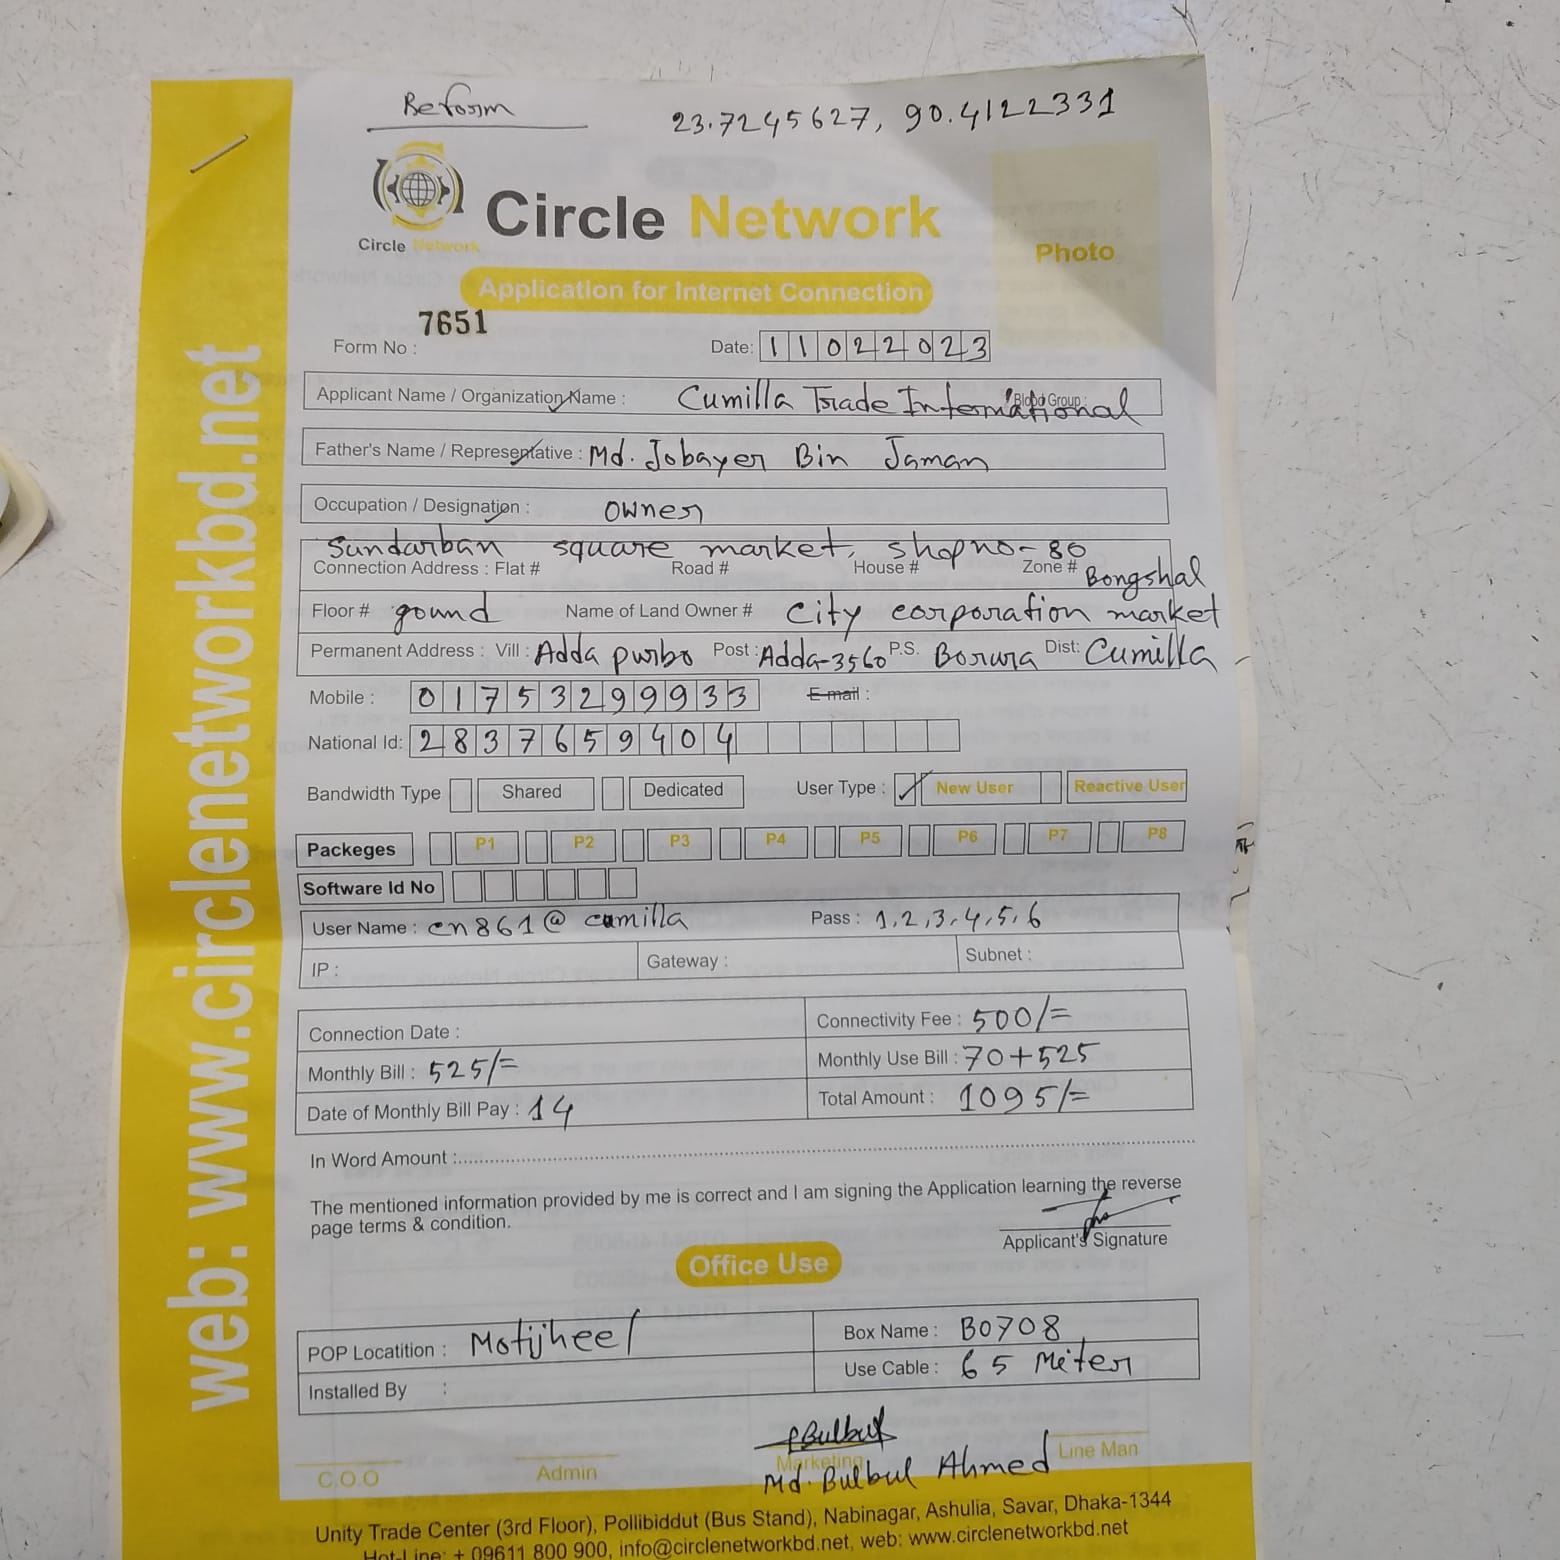 Reform
23.7245627, 90.4122331
Circle Network
Circle Network
Photo
Application for Internet Connection
Form No : 7651
Date: 11022023
Applicant Name / Organization Name : Cumilla Trade International Blood Group :
Father's Name / Representative : Md. Jobayer Bin Jaman
Occupation / Designation : owner
Sundarban square market, shop no- 80
Connection Address : Flat # Road # House # Zone # Bongshal
Floor # gound Name of Land Owner # City corporation market
Permanent Address : Vill : Adda purbo Post : Adda-3560 P.S. Borura Dist: Cumilla
Mobile : 01753299933 E-mail :
National Id: 2837659404
Bandwidth Type Shared Dedicated User Type : New User Reactive User
Packeges P1 P2 P3 P4 P5 P6 P7 P8
Software Id No
User Name : cn861@cumilla Pass : 1,2,3,4,5,6
IP : Gateway : Subnet :
Connection Date : Connectivity Fee : 500/=
Monthly Bill : 525/= Monthly Use Bill : 70+525
Date of Monthly Bill Pay : 14 Total Amount : 1095/=
In Word Amount :
The mentioned information provided by me is correct and I am signing the Application learning the reverse
page terms & condition.
Applicant's Signature
Office Use
POP Locatition : Motijheel Box Name : B0708
Installed By : Use Cable : 65 Meter
Bulbul
C.O.O Admin Marketing Line Man
Md. Bulbul Ahmed
Unity Trade Center (3rd Floor), Pollibiddut (Bus Stand), Nabinagar, Ashulia, Savar, Dhaka-1344
Hot-Line: + 09611 800 900, info@circlenetworkbd.net, web: www.circlenetworkbd.net
web: www.circlenetworkbd.net